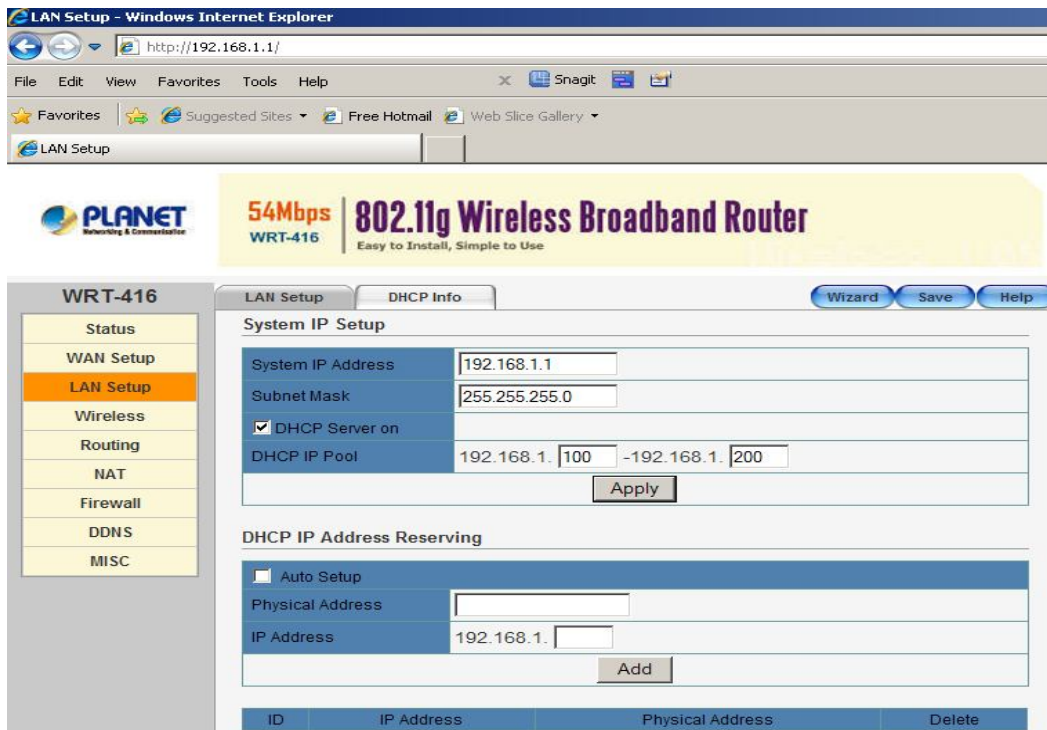 LAN Setup - Windows Internet Explorer
http://192.168.1.1/
File Edit View Favorites Tools Help Snagit
Favorites Suggested Sites Free Hotmail Web Slice Gallery
LAN Setup
PLANET
Networking & Communication
54Mbps
WRT-416
802.11g Wireless Broadband Router
Easy to Install, Simple to Use
WRT-416
Status
WAN Setup
LAN Setup
Wireless
Routing
NAT
Firewall
DDNS
MISC
LAN Setup DHCP Info Wizard Save Help
System IP Setup
System IP Address 192.168.1.1
Subnet Mask 255.255.255.0
DHCP Server on
DHCP IP Pool 192.168.1. 100 -192.168.1. 200
Apply
DHCP IP Address Reserving
Auto Setup
Physical Address
IP Address 192.168.1.
Add
ID IP Address Physical Address Delete